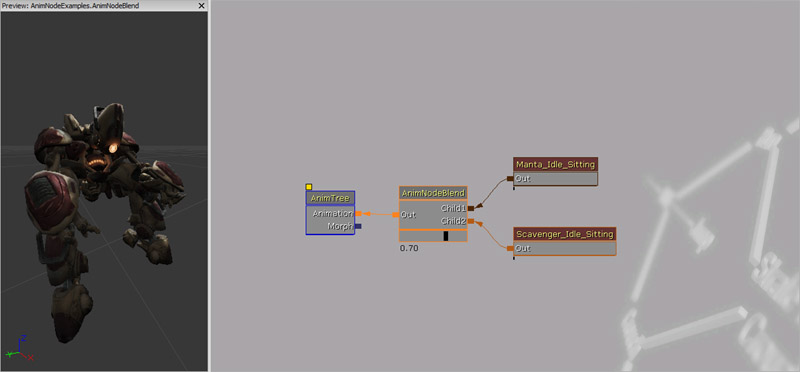 Preview: AnimNodeExamples.AnimNodeBlend
Manta_Idle_Sitting
Out
AnimTree
Animation
Morph
AnimNodeBlend
Out
Child1
Child2
0.70
Scavenger_Idle_Sitting
Out
Z
X